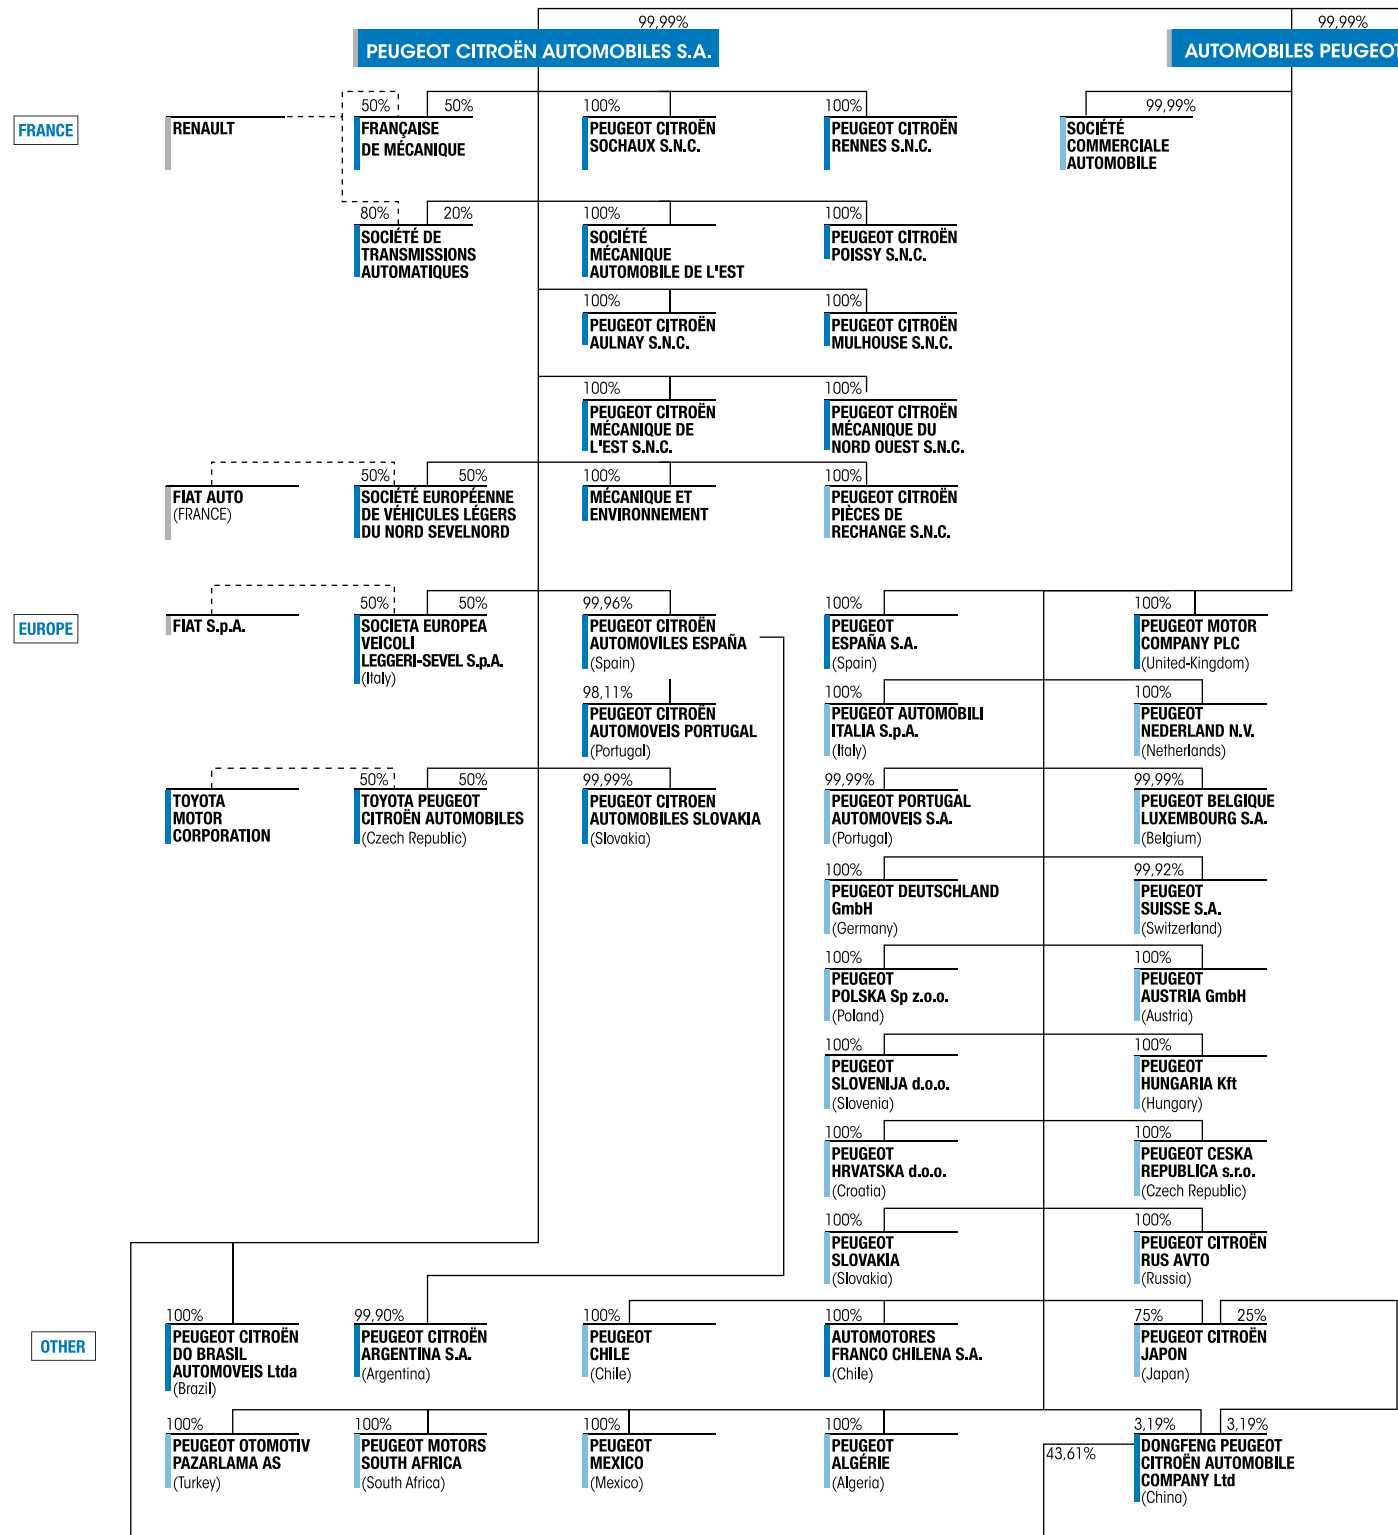 99,99%
99,99%
PEUGEOT CITROËN AUTOMOBILES S.A.
AUTOMOBILES PEUGEOT
FRANCE
RENAULT
50%
50%
FRANÇAISE
DE MÉCANIQUE
100%
PEUGEOT CITROËN
SOCHAUX S.N.C.
100%
PEUGEOT CITROËN
RENNES S.N.C.
99,99%
SOCIÉTÉ
COMMERCIALE
AUTOMOBILE
80%
20%
SOCIÉTÉ DE
TRANSMISSIONS
AUTOMATIQUES
100%
SOCIÉTÉ
MÉCANIQUE
AUTOMOBILE DE L'EST
100%
PEUGEOT CITROËN
POISSY S.N.C.
100%
PEUGEOT CITROËN
AULNAY S.N.C.
100%
PEUGEOT CITROËN
MULHOUSE S.N.C.
100%
PEUGEOT CITROËN
MÉCANIQUE DE
L'EST S.N.C.
100%
PEUGEOT CITROËN
MÉCANIQUE DU
NORD OUEST S.N.C.
FIAT AUTO
(FRANCE)
50%
50%
SOCIÉTÉ EUROPÉENNE
DE VÉHICULES LÉGERS
DU NORD SEVELNORD
100%
MÉCANIQUE ET
ENVIRONNEMENT
100%
PEUGEOT CITROËN
PIÈCES DE
RECHANGE S.N.C.
EUROPE
FIAT S.p.A.
50%
50%
SOCIETA EUROPEA
VEICOLI
LEGGERI-SEVEL S.p.A.
(Italy)
99,96%
PEUGEOT CITROËN
AUTOMOVILES ESPAÑA
(Spain)
100%
PEUGEOT
ESPAÑA S.A.
(Spain)
100%
PEUGEOT MOTOR
COMPANY PLC
(United-Kingdom)
98,11%
PEUGEOT CITROËN
AUTOMOVEIS PORTUGAL
(Portugal)
100%
PEUGEOT AUTOMOBILI
ITALIA S.p.A.
(Italy)
100%
PEUGEOT
NEDERLAND N.V.
(Netherlands)
TOYOTA
MOTOR
CORPORATION
50%
50%
TOYOTA PEUGEOT
CITROËN AUTOMOBILES
(Czech Republic)
99,99%
PEUGEOT CITROEN
AUTOMOBILES SLOVAKIA
(Slovakia)
99,99%
PEUGEOT PORTUGAL
AUTOMOVEIS S.A.
(Portugal)
99,99%
PEUGEOT BELGIQUE
LUXEMBOURG S.A.
(Belgium)
100%
PEUGEOT DEUTSCHLAND
GmbH
(Germany)
99,92%
PEUGEOT
SUISSE S.A.
(Switzerland)
100%
PEUGEOT
POLSKA Sp z.o.o.
(Poland)
100%
PEUGEOT
AUSTRIA GmbH
(Austria)
100%
PEUGEOT
SLOVENIJA d.o.o.
(Slovenia)
100%
PEUGEOT
HUNGARIA Kft
(Hungary)
100%
PEUGEOT
HRVATSKA d.o.o.
(Croatia)
100%
PEUGEOT CESKA
REPUBLICA s.r.o.
(Czech Republic)
100%
PEUGEOT
SLOVAKIA
(Slovakia)
100%
PEUGEOT CITROËN
RUS AVTO
(Russia)
OTHER
100%
PEUGEOT CITROËN
DO BRASIL
AUTOMOVEIS Ltda
(Brazil)
99,90%
PEUGEOT CITROËN
ARGENTINA S.A.
(Argentina)
100%
PEUGEOT
CHILE
(Chile)
100%
AUTOMOTORES
FRANCO CHILENA S.A.
(Chile)
75%
25%
PEUGEOT CITROËN
JAPON
(Japan)
100%
PEUGEOT OTOMOTIV
PAZARLAMA AS
(Turkey)
100%
PEUGEOT MOTORS
SOUTH AFRICA
(South Africa)
100%
PEUGEOT
MEXICO
(Mexico)
100%
PEUGEOT
ALGÉRIE
(Algeria)
43,61%
3,19%
3,19%
DONGFENG PEUGEOT
CITROËN AUTOMOBILE
COMPANY Ltd
(China)